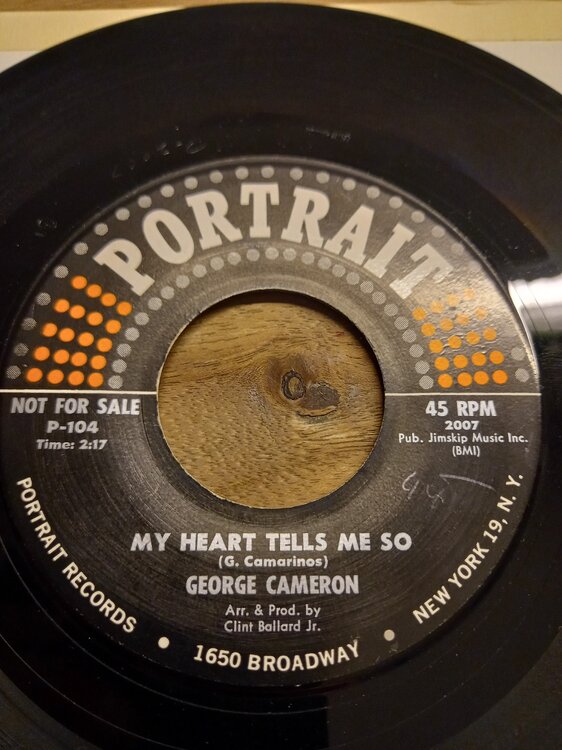 PORTRAIT
NOT FOR SALE
P-104
Time: 2:17
45 RPM
2007
Pub. Jimskip Music Inc.
(BMI)
MY HEART TELLS ME SO
(G. Camarinos)
GEORGE CAMERON
Arr. & Prod. by
Clint Ballard Jr.
PORTRAIT RECORDS • 1650 BROADWAY • NEW YORK 19, N. Y.